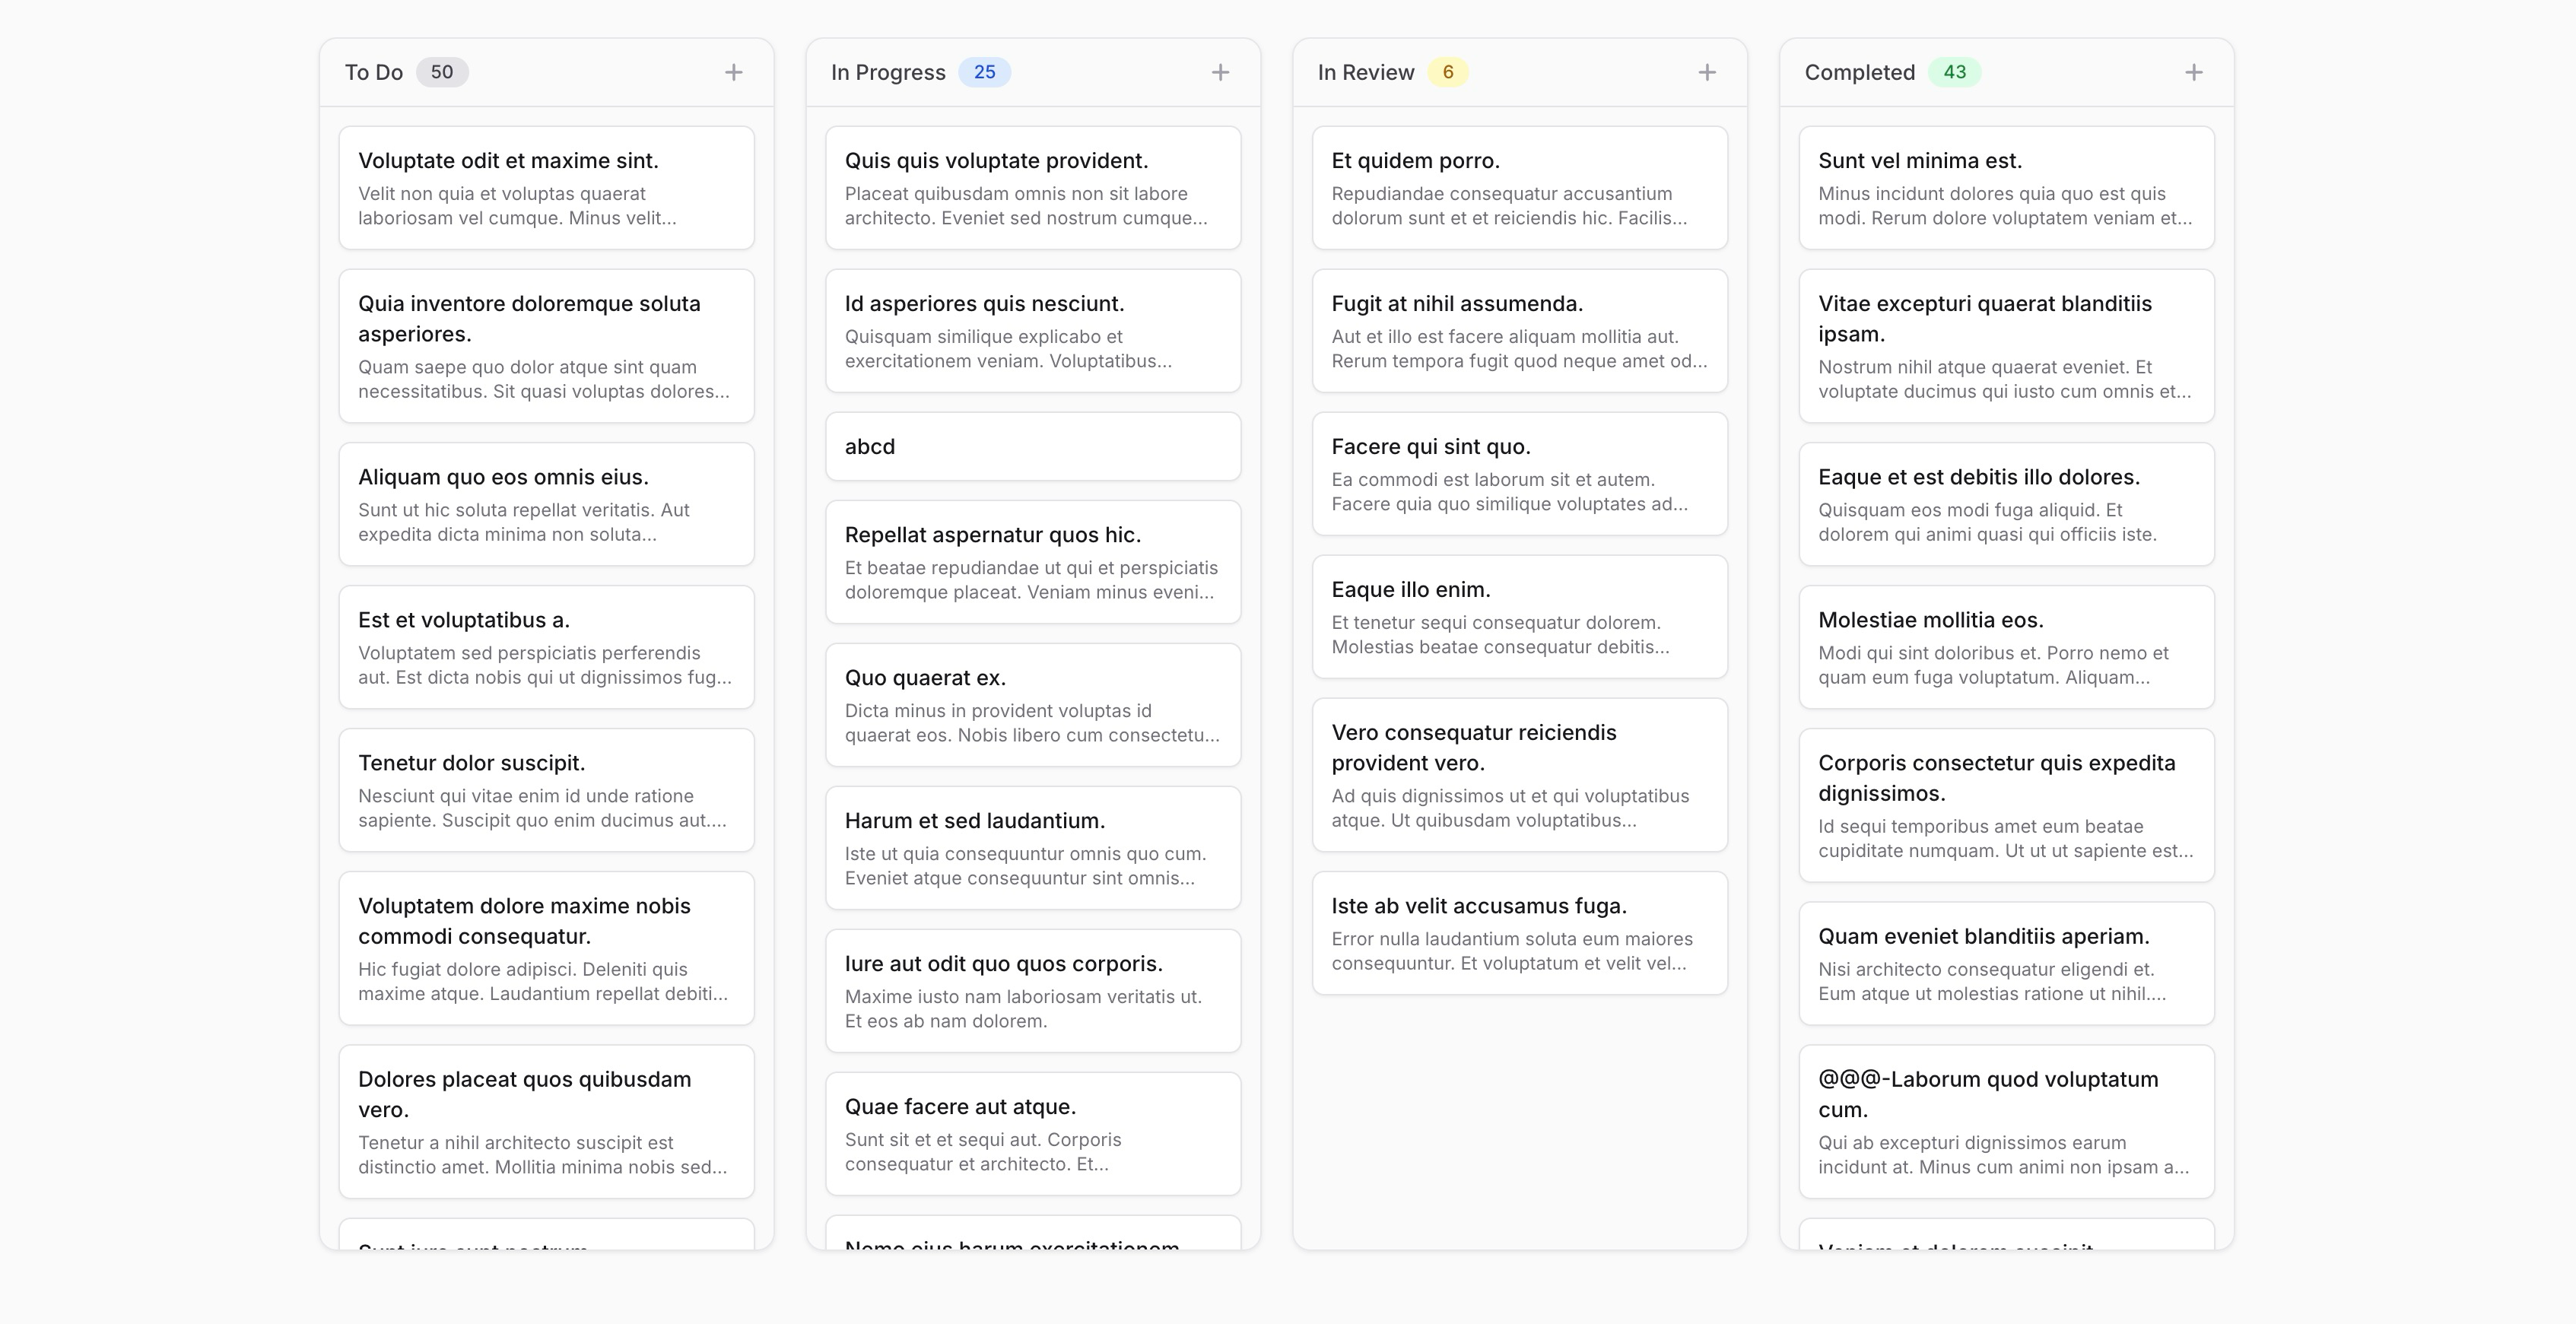 To Do 50
Voluptate odit et maxime sint.
Velit non quia et voluptas quaerat
laboriosam vel cumque. Minus velit...
Quia inventore doloremque soluta
asperiores.
Quam saepe quo dolor atque sint quam
necessitatibus. Sit quasi voluptas dolores...
Aliquam quo eos omnis eius.
Sunt ut hic soluta repellat veritatis. Aut
expedita dicta minima non soluta...
Est et voluptatibus a.
Voluptatem sed perspiciatis perferendis
aut. Est dicta nobis qui ut dignissimos fug...
Tenetur dolor suscipit.
Nesciunt qui vitae enim id unde ratione
sapiente. Suscipit quo enim ducimus aut....
Voluptatem dolore maxime nobis
commodi consequatur.
Hic fugiat dolore adipisci. Deleniti quis
maxime atque. Laudantium repellat debiti...
Dolores placeat quos quibusdam
vero.
Tenetur a nihil architecto suscipit est
distinctio amet. Mollitia minima nobis sed...
Sunt iure sunt nostrum.
In Progress 25
Quis quis voluptate provident.
Placeat quibusdam omnis non sit labore
architecto. Eveniet sed nostrum cumque...
Id asperiores quis nesciunt.
Quisquam similique explicabo et
exercitationem veniam. Voluptatibus...
abcd
Repellat aspernatur quos hic.
Et beatae repudiandae ut qui et perspiciatis
doloremque placeat. Veniam minus eveni...
Quo quaerat ex.
Dicta minus in provident voluptas id
quaerat eos. Nobis libero cum consectetu...
Harum et sed laudantium.
Iste ut quia consequuntur omnis quo cum.
Eveniet atque consequuntur sint omnis...
Iure aut odit quo quos corporis.
Maxime iusto nam laboriosam veritatis ut.
Et eos ab nam dolorem.
Quae facere aut atque.
Sunt sit et et sequi aut. Corporis
consequatur et architecto. Et...
Nemo eius harum exercitationem
In Review 6
Et quidem porro.
Repudiandae consequatur accusantium
dolorum sunt et et reiciendis hic. Facilis...
Fugit at nihil assumenda.
Aut et illo est facere aliquam mollitia aut.
Rerum tempora fugit quod neque amet od...
Facere qui sint quo.
Ea commodi est laborum sit et autem.
Facere quia quo similique voluptates ad...
Eaque illo enim.
Et tenetur sequi consequatur dolorem.
Molestias beatae consequatur debitis...
Vero consequatur reiciendis
provident vero.
Ad quis dignissimos ut et qui voluptatibus
atque. Ut quibusdam voluptatibus...
Iste ab velit accusamus fuga.
Error nulla laudantium soluta eum maiores
consequuntur. Et voluptatum et velit vel...
Completed 43
Sunt vel minima est.
Minus incidunt dolores quia quo est quis
modi. Rerum dolore voluptatem veniam et...
Vitae excepturi quaerat blanditiis
ipsam.
Nostrum nihil atque quaerat eveniet. Et
voluptate ducimus qui iusto cum omnis et...
Eaque et est debitis illo dolores.
Quisquam eos modi fuga aliquid. Et
dolorem qui animi quasi qui officiis iste.
Molestiae mollitia eos.
Modi qui sint doloribus et. Porro nemo et
quam eum fuga voluptatum. Aliquam...
Corporis consectetur quis expedita
dignissimos.
Id sequi temporibus amet eum beatae
cupiditate numquam. Ut ut ut sapiente est...
Quam eveniet blanditiis aperiam.
Nisi architecto consequatur eligendi et.
Eum atque ut molestias ratione ut nihil....
@@@-Laborum quod voluptatum
cum.
Qui ab excepturi dignissimos earum
incidunt at. Minus cum animi non ipsam a...
Veniam et dolorem suscipit.